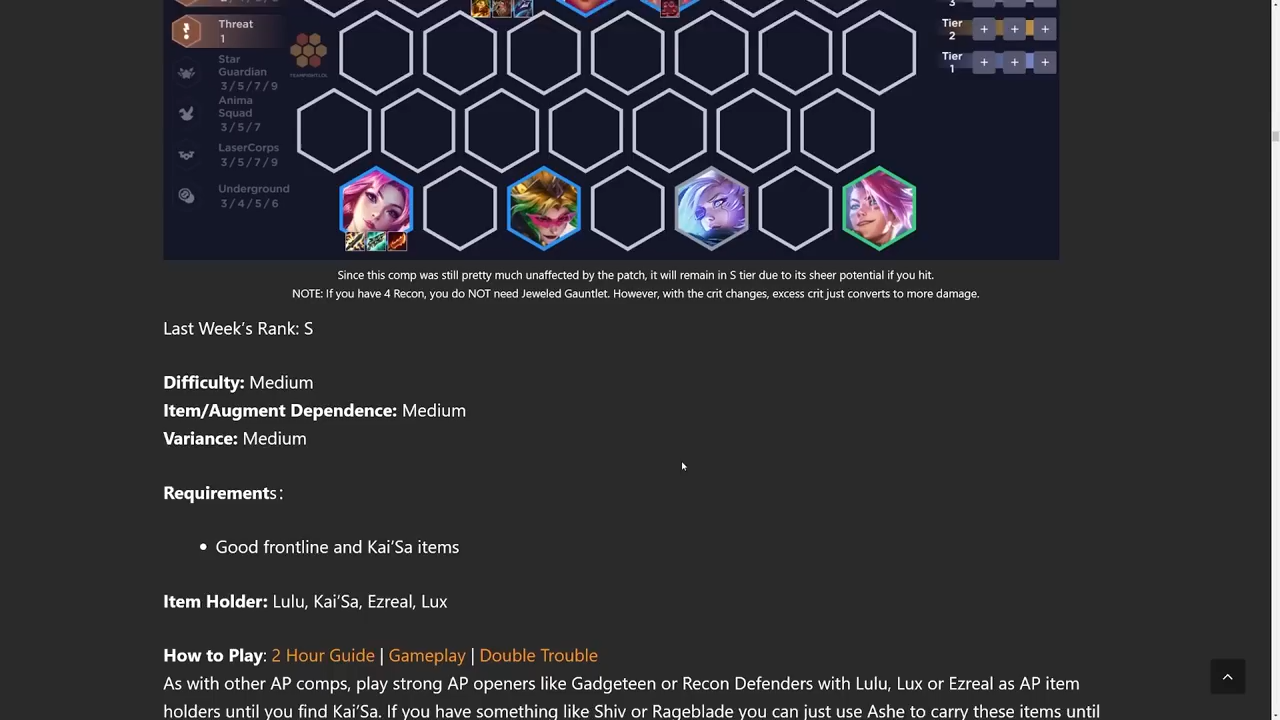 3
Threat
1
Tier
2
+ + +
Star
Guardian
3 / 5 / 7 / 9
TEAMFIGHT.LOL
Tier
1
+ + +
Anima
Squad
3 / 5 / 7
LaserCorps
3 / 5 / 7 / 9
Underground
3 / 4 / 5 / 6
Since this comp was still pretty much unaffected by the patch, it will remain in S tier due to its sheer potential if you hit.
NOTE: If you have 4 Recon, you do NOT need Jeweled Gauntlet. However, with the crit changes, excess crit just converts to more damage.
Last Week’s Rank: S
Difficulty: Medium
Item/Augment Dependence: Medium
Variance: Medium
Requirements:
• Good frontline and Kai’Sa items
Item Holder: Lulu, Kai’Sa, Ezreal, Lux
How to Play: 2 Hour Guide | Gameplay | Double Trouble
As with other AP comps, play strong AP openers like Gadgeteen or Recon Defenders with Lulu, Lux or Ezreal as AP item
holders until you find Kai’Sa. If you have something like Shiv or Rageblade you can just use Ashe to carry these items until